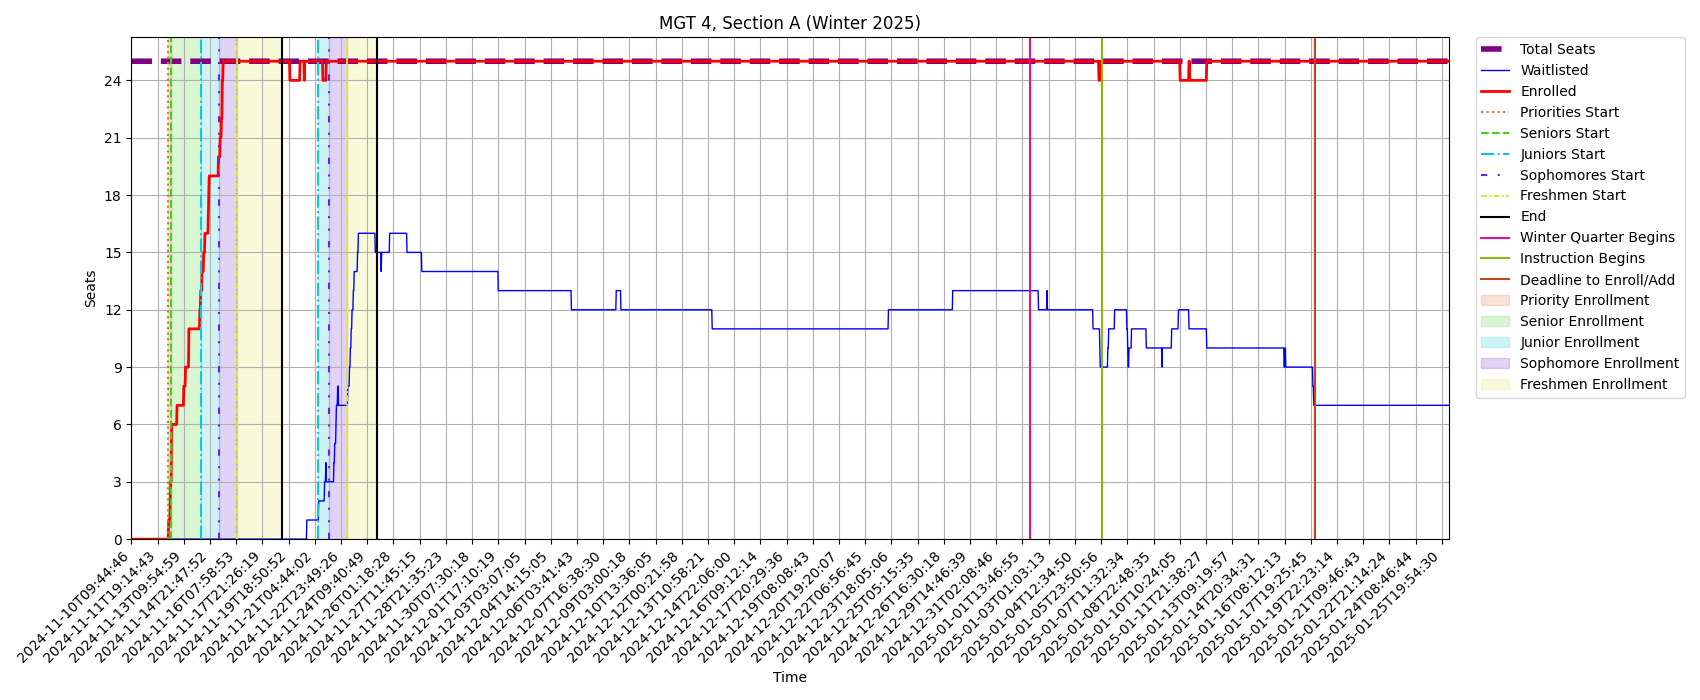 MGT 4, Section A (Winter 2025)
Seats
24
21
18
15
12
9
6
3
0
2024-11-10T09:44:46
2024-11-11T19:14:43
2024-11-13T09:54:59
2024-11-14T21:47:52
2024-11-16T07:58:53
2024-11-17T21:26:19
2024-11-19T18:50:52
2024-11-21T04:44:02
2024-11-22T23:49:26
2024-11-24T09:40:49
2024-11-26T01:18:28
2024-11-27T11:45:15
2024-11-28T21:35:23
2024-11-30T07:30:18
2024-12-01T17:10:19
2024-12-03T03:07:05
2024-12-04T14:15:05
2024-12-06T03:41:43
2024-12-07T16:38:30
2024-12-09T03:00:18
2024-12-10T13:36:05
2024-12-12T00:21:58
2024-12-13T10:58:21
2024-12-14T22:06:00
2024-12-16T09:12:14
2024-12-17T20:29:36
2024-12-19T08:08:43
2024-12-20T19:20:07
2024-12-22T06:56:45
2024-12-23T18:05:06
2024-12-25T05:15:35
2024-12-26T16:30:18
2024-12-29T14:46:39
2024-12-31T02:08:46
2025-01-01T13:46:55
2025-01-03T01:03:13
2025-01-04T12:34:50
2025-01-05T23:50:56
2025-01-07T11:32:34
2025-01-08T22:48:35
2025-01-10T10:24:05
2025-01-11T21:38:27
2025-01-13T09:19:57
2025-01-14T20:34:31
2025-01-16T08:12:13
2025-01-17T19:25:45
2025-01-19T22:23:14
2025-01-21T09:46:43
2025-01-22T21:14:24
2025-01-24T08:46:44
2025-01-25T19:54:30
Time
Total Seats
Waitlisted
Enrolled
Priorities Start
Seniors Start
Juniors Start
Sophomores Start
Freshmen Start
End
Winter Quarter Begins
Instruction Begins
Deadline to Enroll/Add
Priority Enrollment
Senior Enrollment
Junior Enrollment
Sophomore Enrollment
Freshmen Enrollment